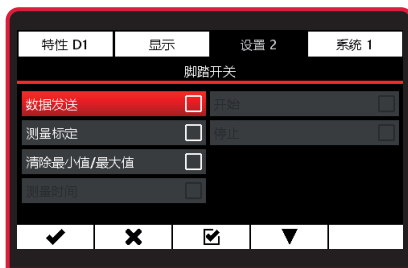 特性 D1 显示 设置 2 系统 1
脚踏开关
数据发送 开始
测量标定 停止
清除最小值/最大值
测量时间